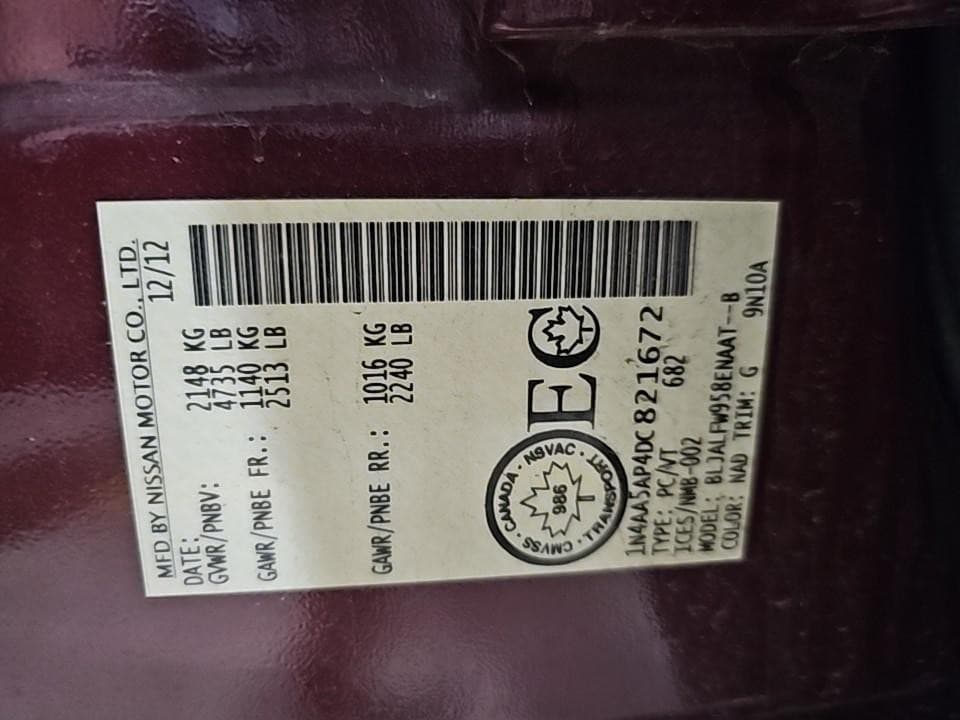 MFD BY NISSAN MOTOR CO., LTD.
DATE: 12/12
GVWR/PNBV: 2148 KG
4735 LB
GAWR/PNBE FR.: 1140 KG
2513 LB
GAWR/PNBE RR.: 1016 KG
2240 LB
CANADA · NSVAC · TRANSPORT · CMVSS ·
986
T
EC
1N4AA5AP4DC821672
TYPE: PC/VT 682
ICES/NMB-002
MODEL: BLJALFW958ENAAT--B
COLOR: NAD TRIM: G 9N10A